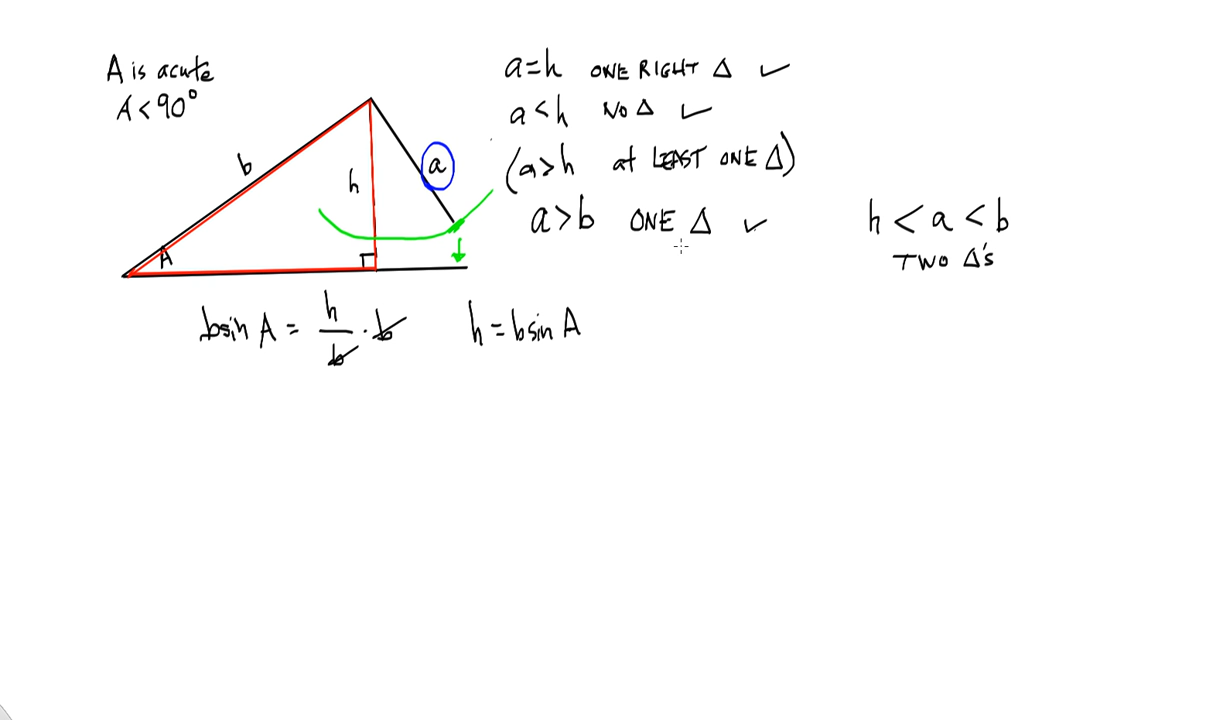 A is acute
A < 90°
a = h ONE RIGHT Δ ✓
a < h NO Δ ✓
(a > h at LEAST ONE Δ)
a > b ONE Δ ✓
h < a < b
TWO Δ's
b
h
a
A
b sin A = h/b · b
h = b sin A